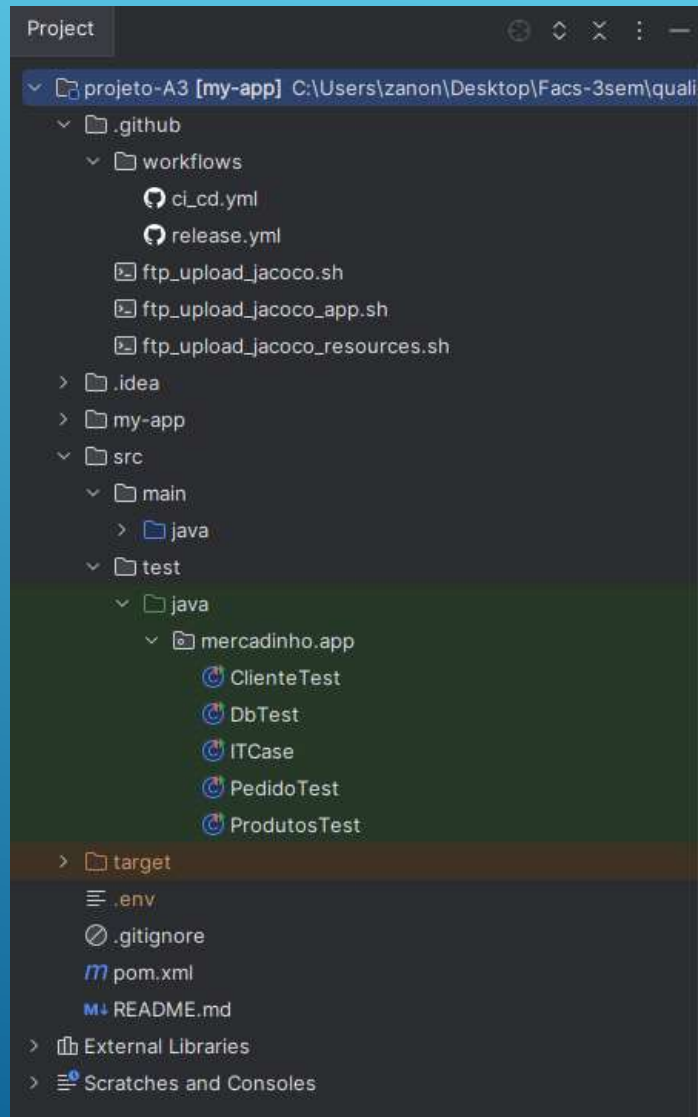 Project
projeto-A3 [my-app] C:\Users\zanon\Desktop\Facs-3sem\quali
.github
workflows
ci_cd.yml
release.yml
ftp_upload_jacoco.sh
ftp_upload_jacoco_app.sh
ftp_upload_jacoco_resources.sh
.idea
my-app
src
main
java
test
java
mercadinho.app
ClienteTest
DbTest
ITCase
PedidoTest
ProdutosTest
target
.env
.gitignore
m pom.xml
M↓ README.md
External Libraries
Scratches and Consoles